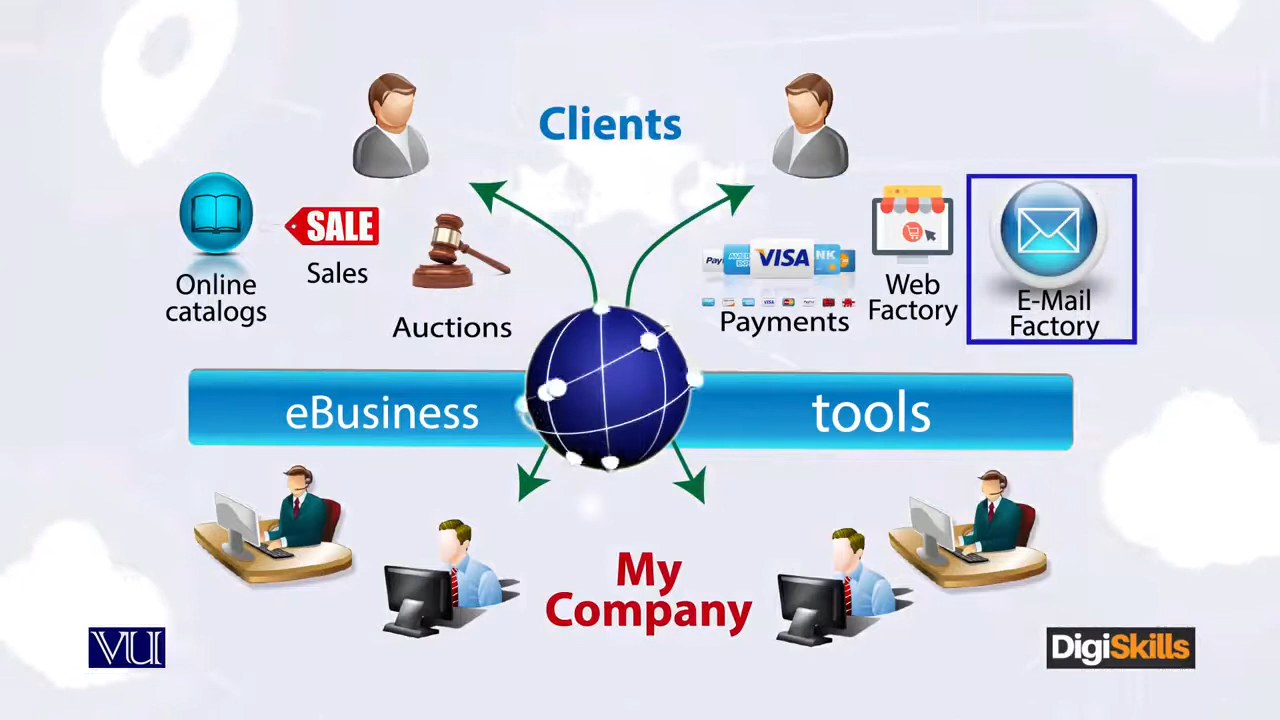 Clients
Online
catalogs
SALE
Sales
Auctions
VISA
Payments
Web
Factory
E-Mail
Factory
eBusiness
tools
My
Company
VU
DigiSkills